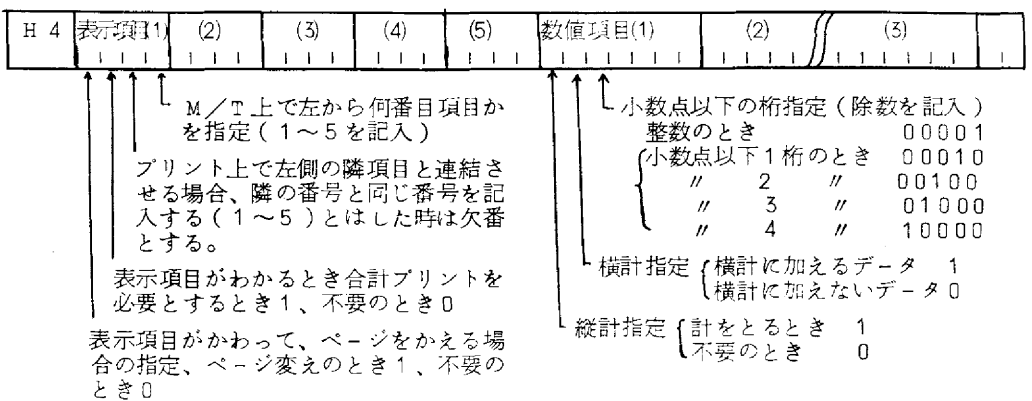 H 4 表示項目(1) (2) (3) (4) (5) 数値項目(1) (2) (3)
M/T上で左から何番目項目か
を指定(1~5を記入)
プリント上で左側の隣項目と連結さ
せる場合、隣の番号と同じ番号を記
入する(1~5)とはした時は欠番
とする。
表示項目がわかるとき合計プリントを
必要とするとき1、不要のとき0
表示項目がかわって、ページをかえる場
合の指定、ページ変えのとき1、不要の
とき0
小数点以下の桁指定(除数を記入)
整数のとき 00001
小数点以下1桁のとき 00010
〃 2 〃 00100
〃 3 〃 01000
〃 4 〃 10000
横計指定 横計に加えるデータ 1
横計に加えないデータ0
縦計指定 計をとるとき 1
不要のとき 0